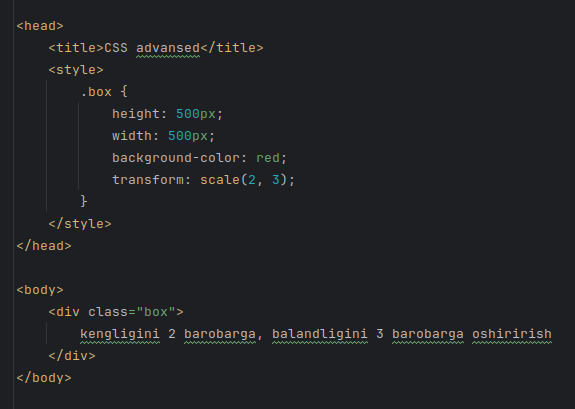 <head>
<title>CSS advansed</title>
<style>
.box {
height: 500px;
width: 500px;
background-color: red;
transform: scale(2, 3);
}
</style>
</head>
<body>
<div class="box">
kengligini 2 barobarga, balandligini 3 barobarga oshirirish
</div>
</body>